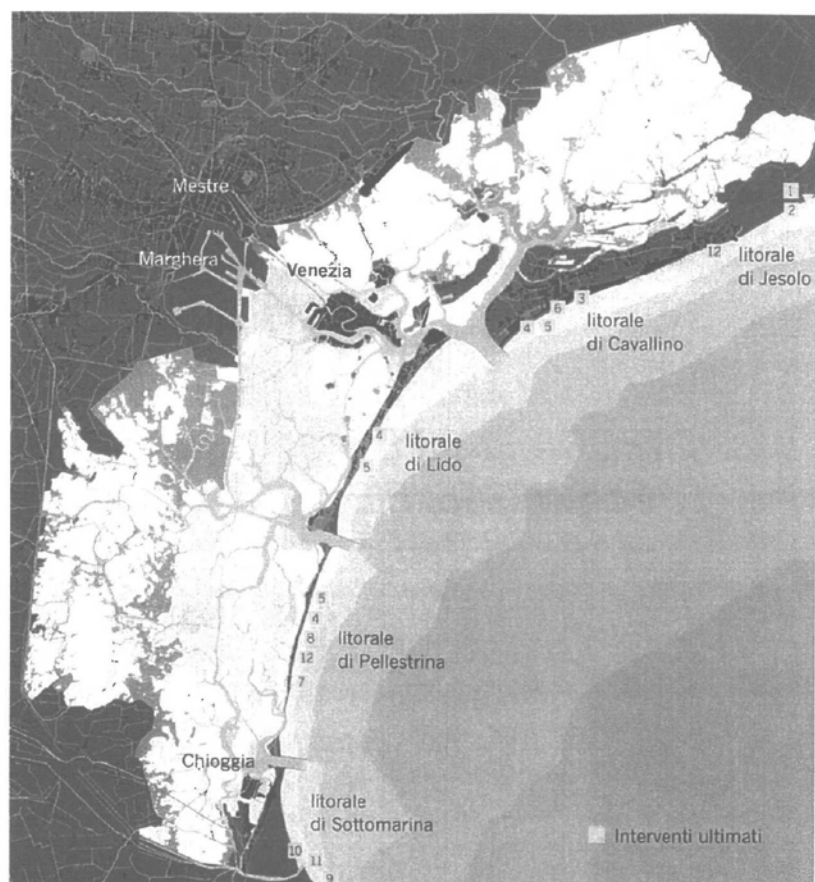 Mestre
Marghera
Venezia
1
2
12
litorale
di Jesolo
3
6
4
5
litorale
di Cavallino
4
5
litorale
di Lido
5
4
8
12
7
litorale
di Pellestrina
Chioggia
litorale
di Sottomarina
10
11
9
Interventi ultimati